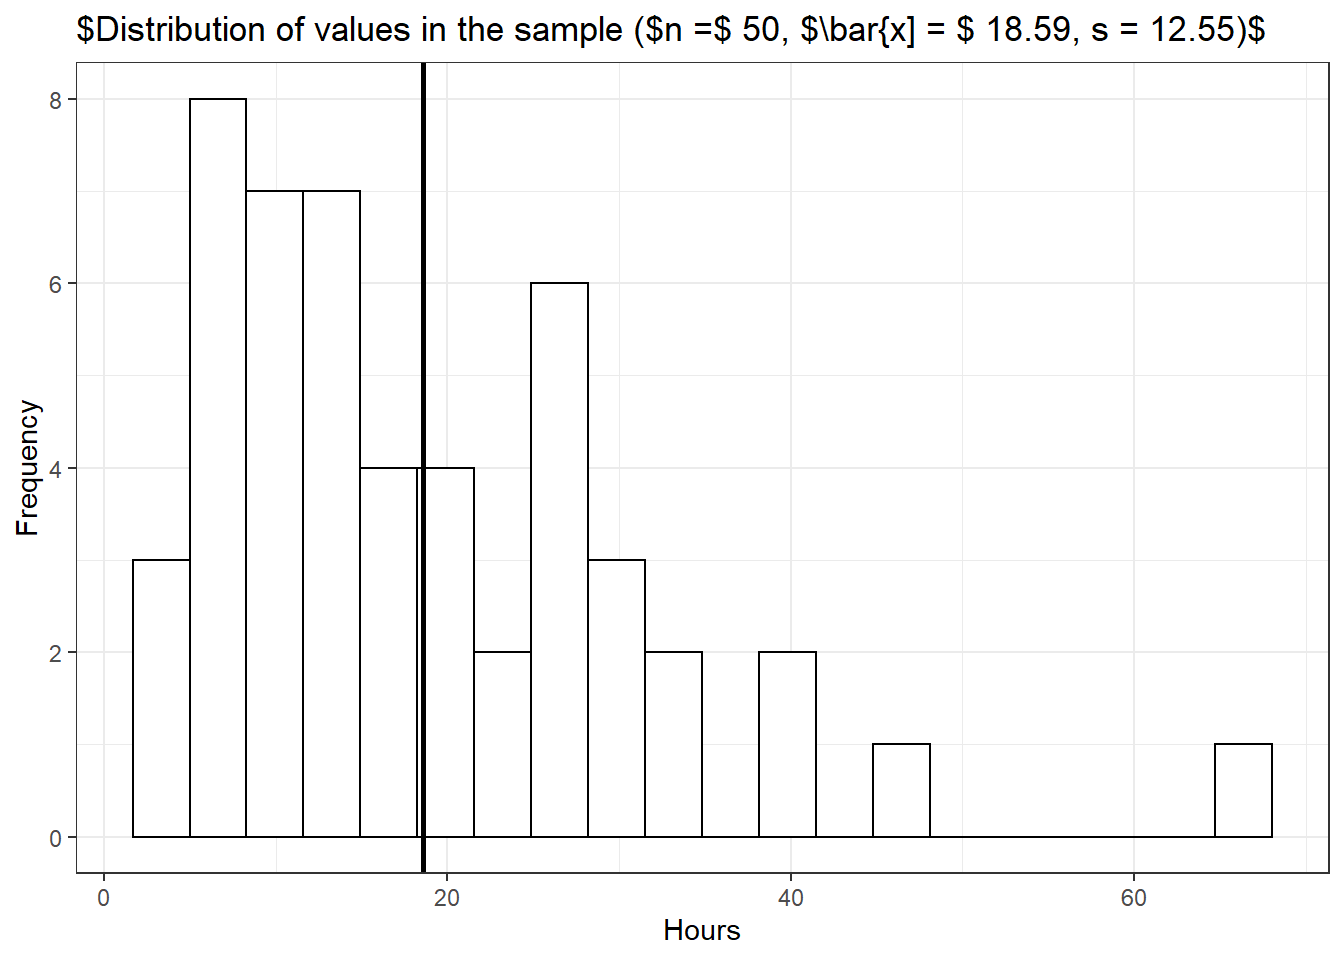 $Distribution of values in the sample ($n =$ 50, $\bar{x] = $ 18.59, s = 12.55)$
8
6
4
2
0
Frequency
0 20 40 60
Hours